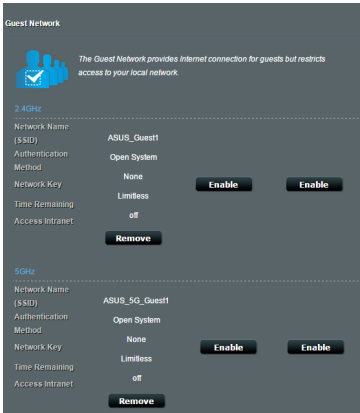 Guest Network
The Guest Network provides Internet connection for guests but restricts
access to your local network.
2.4GHz
Network Name
(SSID)
ASUS_Guest1
Authentication
Method
Open System
Network Key
None
Enable
Enable
Time Remaining
Limitless
Access Intranet
off
Remove
5GHz
Network Name
(SSID)
ASUS_5G_Guest1
Authentication
Method
Open System
Network Key
None
Enable
Enable
Time Remaining
Limitless
Access Intranet
off
Remove